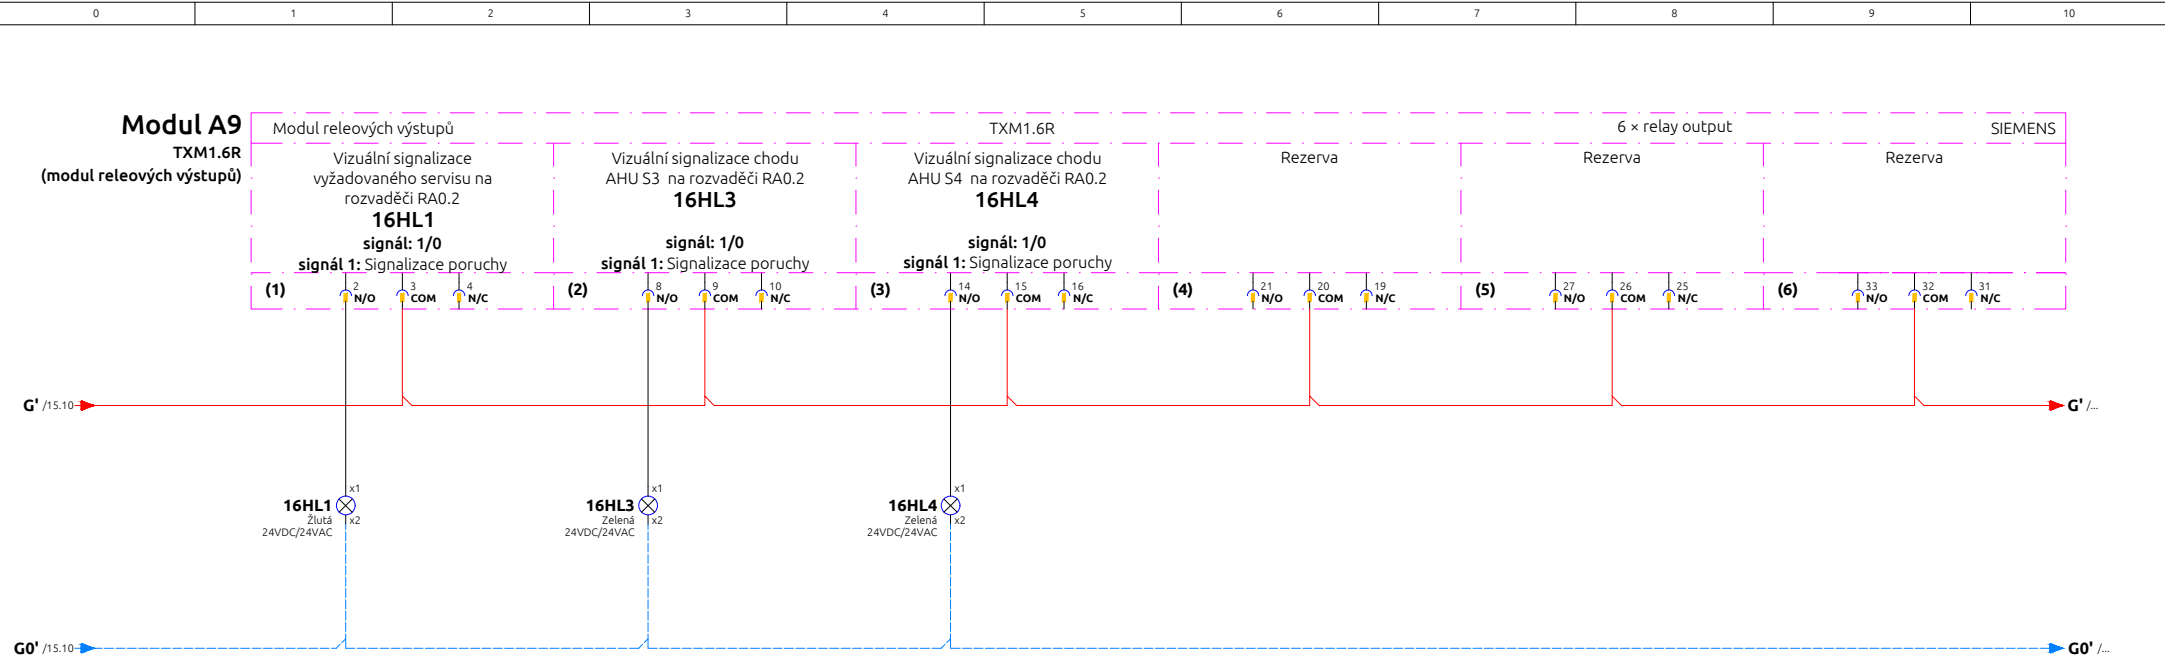 0 1 2 3 4 5 6 7 8 9 10
Modul A9
TXM1.6R
(modul releových výstupů)
Modul releových výstupů TXM1.6R 6 × relay output SIEMENS
Vizuální signalizace
vyžadovaného servisu na
rozvaděči RA0.2
16HL1
signál: 1/0
signál 1: Signalizace poruchy
Vizuální signalizace chodu
AHU S3 na rozvaděči RA0.2
16HL3
signál: 1/0
signál 1: Signalizace poruchy
Vizuální signalizace chodu
AHU S4 na rozvaděči RA0.2
16HL4
signál: 1/0
signál 1: Signalizace poruchy
Rezerva
Rezerva
Rezerva
(1) 2 N/O 3 COM 4 N/C
(2) 8 N/O 9 COM 10 N/C
(3) 14 N/O 15 COM 16 N/C
(4) 21 N/O 20 COM 19 N/C
(5) 27 N/O 26 COM 25 N/C
(6) 33 N/O 32 COM 31 N/C
G' /15.10 G' /...
x1
16HL1
Žlutá x2
24VDC/24VAC
x1
16HL3
Zelená x2
24VDC/24VAC
x1
16HL4
Zelená x2
24VDC/24VAC
G0' /15.10 G0' /...